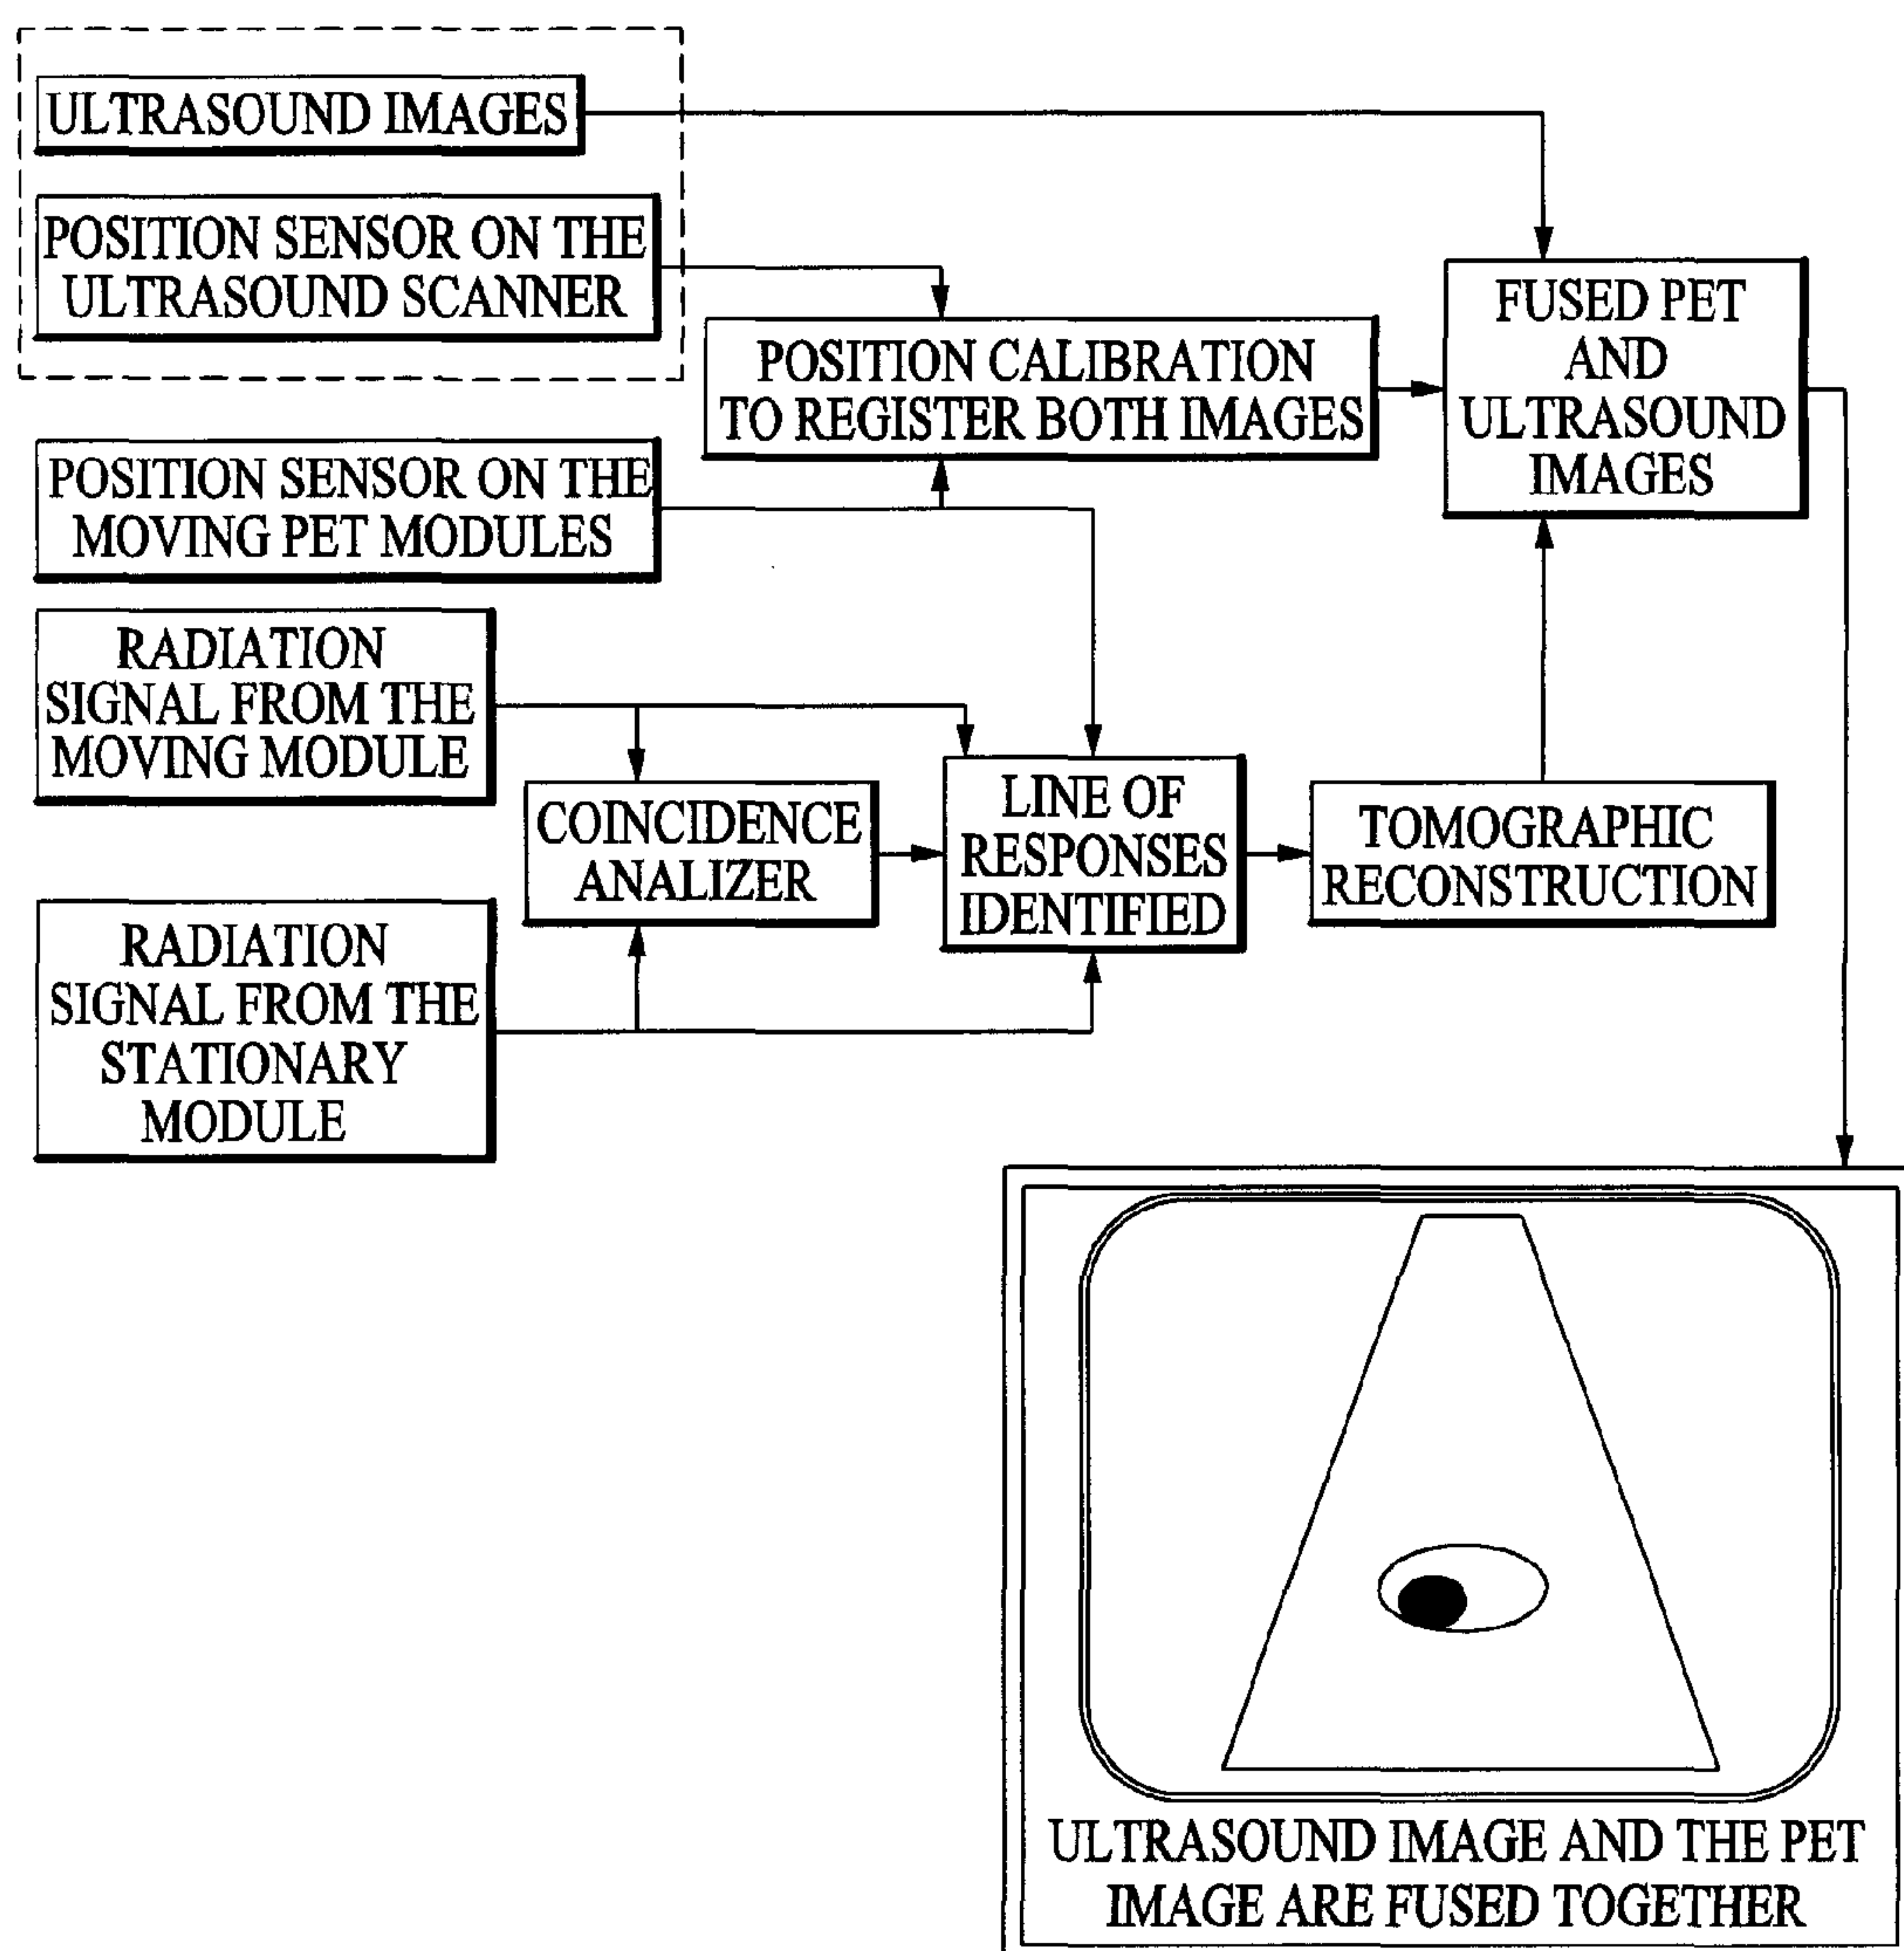 ULTRASOUND IMAGES
POSITION SENSOR ON THE
ULTRASOUND SCANNER
POSITION CALIBRATION
TO REGISTER BOTH IMAGES
FUSED PET
AND
ULTRASOUND
IMAGES
POSITION SENSOR ON THE
MOVING PET MODULES
RADIATION
SIGNAL FROM THE
MOVING MODULE
COINCIDENCE
ANALIZER
LINE OF
RESPONSES
IDENTIFIED
TOMOGRAPHIC
RECONSTRUCTION
RADIATION
SIGNAL FROM THE
STATIONARY
MODULE
ULTRASOUND IMAGE AND THE PET
IMAGE ARE FUSED TOGETHER